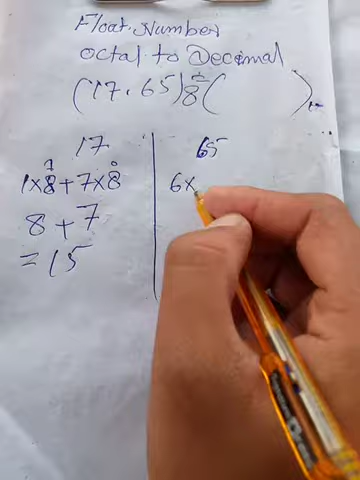 Float Number
Octal to Decimal
(17.65)8 ( )10
17
1×8¹+7×8⁰
8+7
=15
65
6×